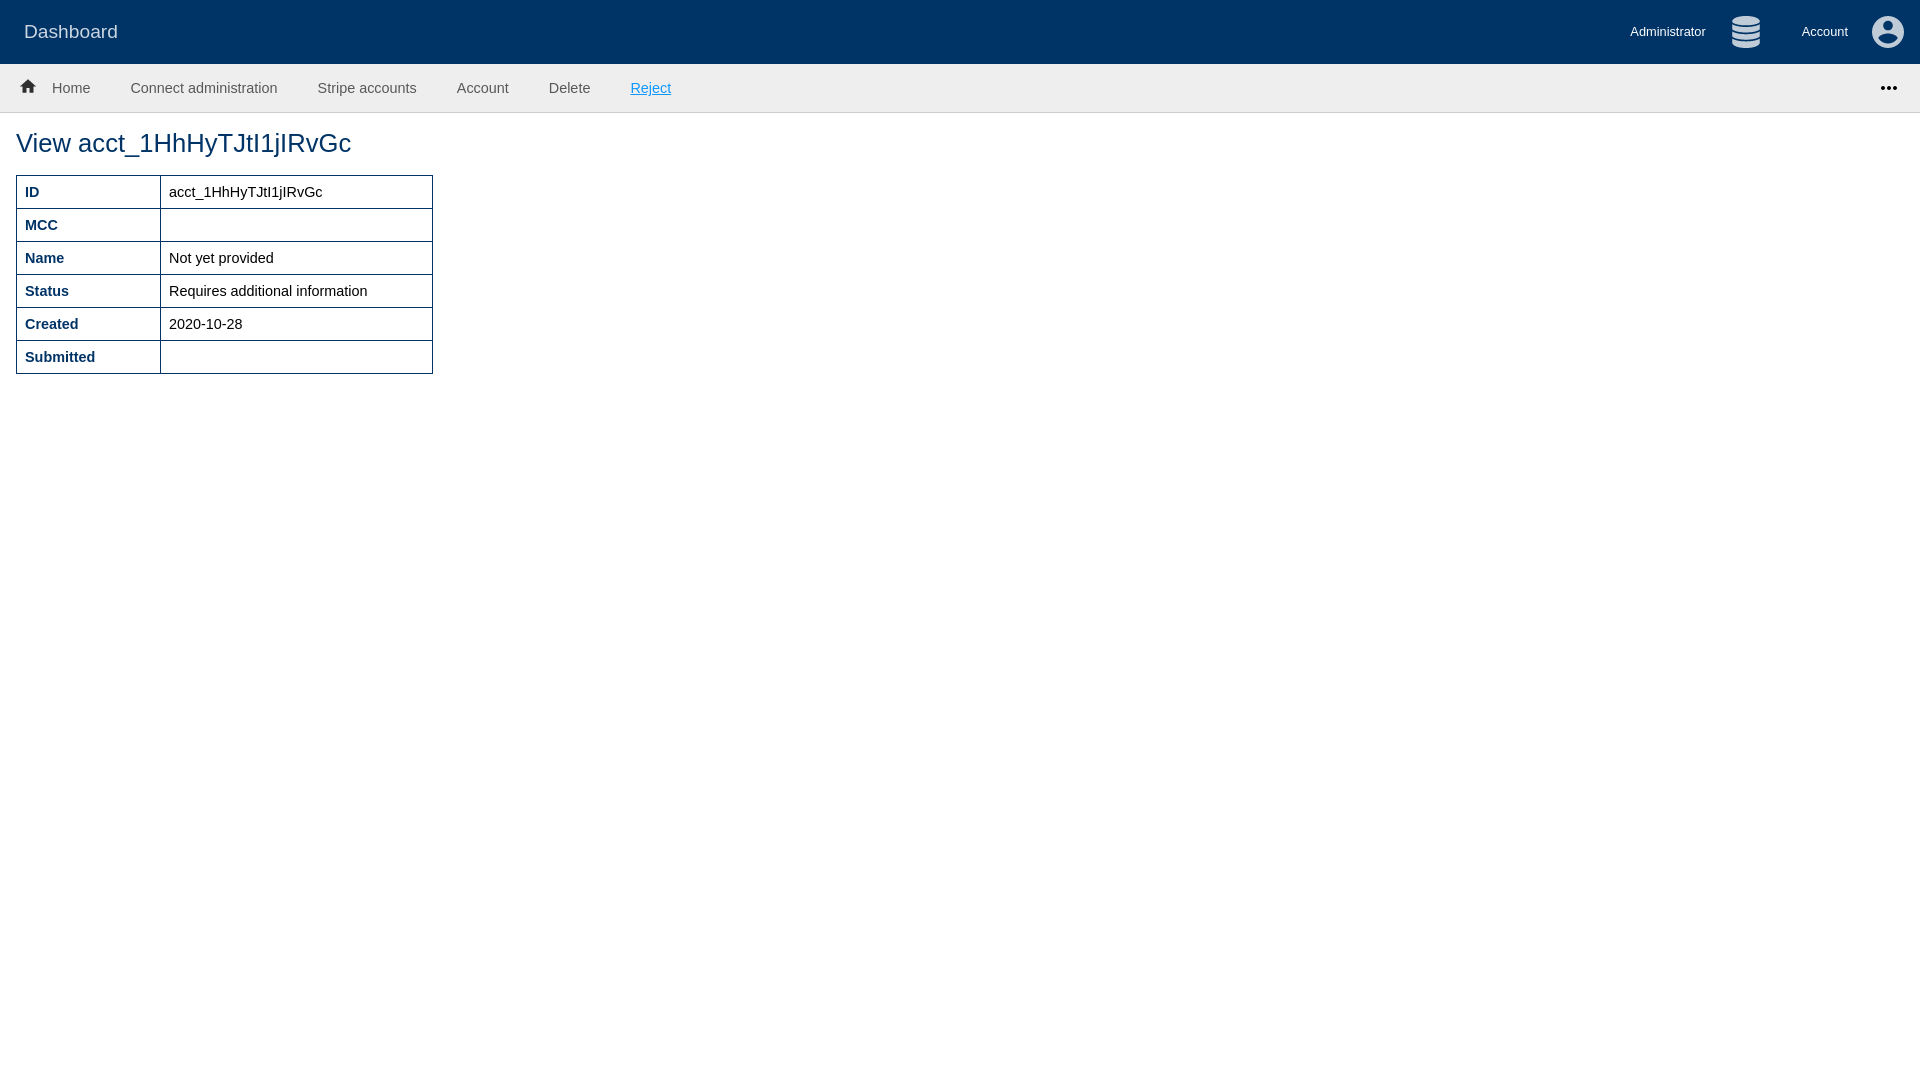 Dashboard
Administrator
Account
Home
Connect administration
Stripe accounts
Account
Delete
Reject
View acct_1HhHyTJtI1jIRvGc
ID acct_1HhHyTJtI1jIRvGc
MCC
Name Not yet provided
Status Requires additional information
Created 2020-10-28
Submitted